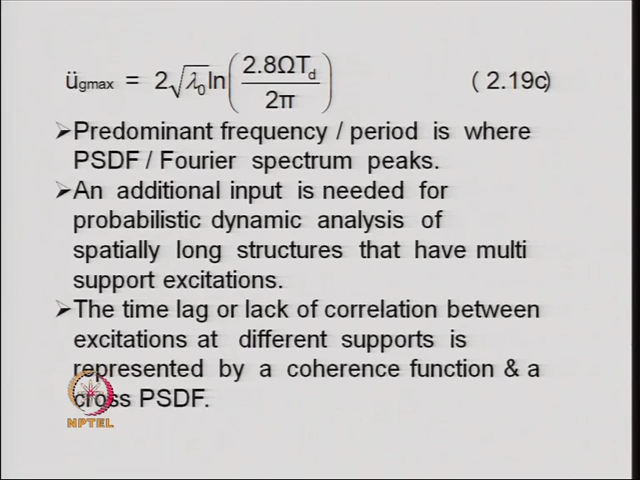 ügmax = 2√λ0 ln(2.8ΩTd / 2π) ( 2.19c)
➢Predominant frequency / period is where
PSDF / Fourier spectrum peaks.
➢An additional input is needed for
probabilistic dynamic analysis of
spatially long structures that have multi
support excitations.
➢The time lag or lack of correlation between
excitations at different supports is
represented by a coherence function & a
cross PSDF.
NPTEL